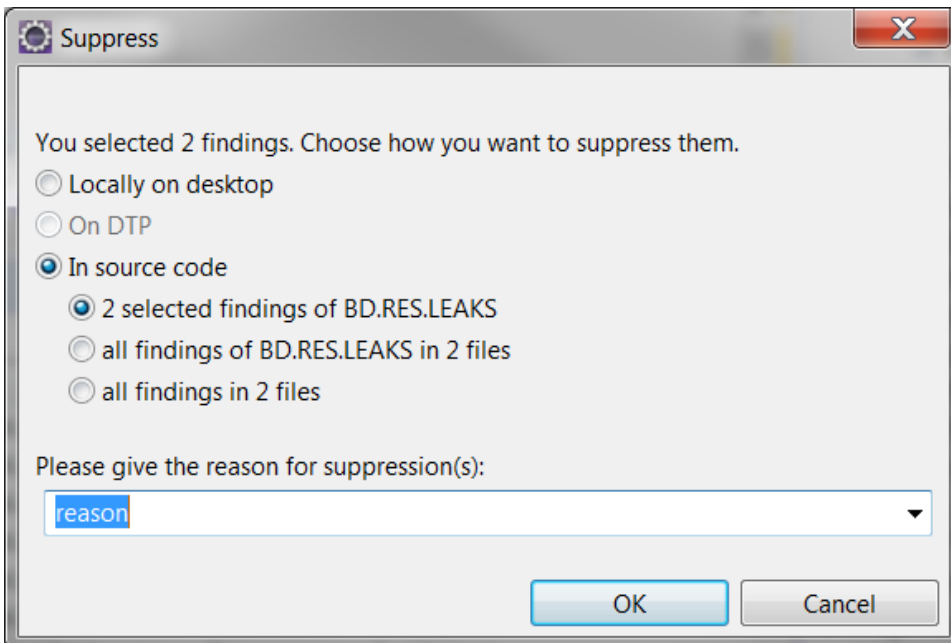 Suppress
You selected 2 findings. Choose how you want to suppress them.
Locally on desktop
On DTP
In source code
2 selected findings of BD.RES.LEAKS
all findings of BD.RES.LEAKS in 2 files
all findings in 2 files
Please give the reason for suppression(s):
reason
OK Cancel